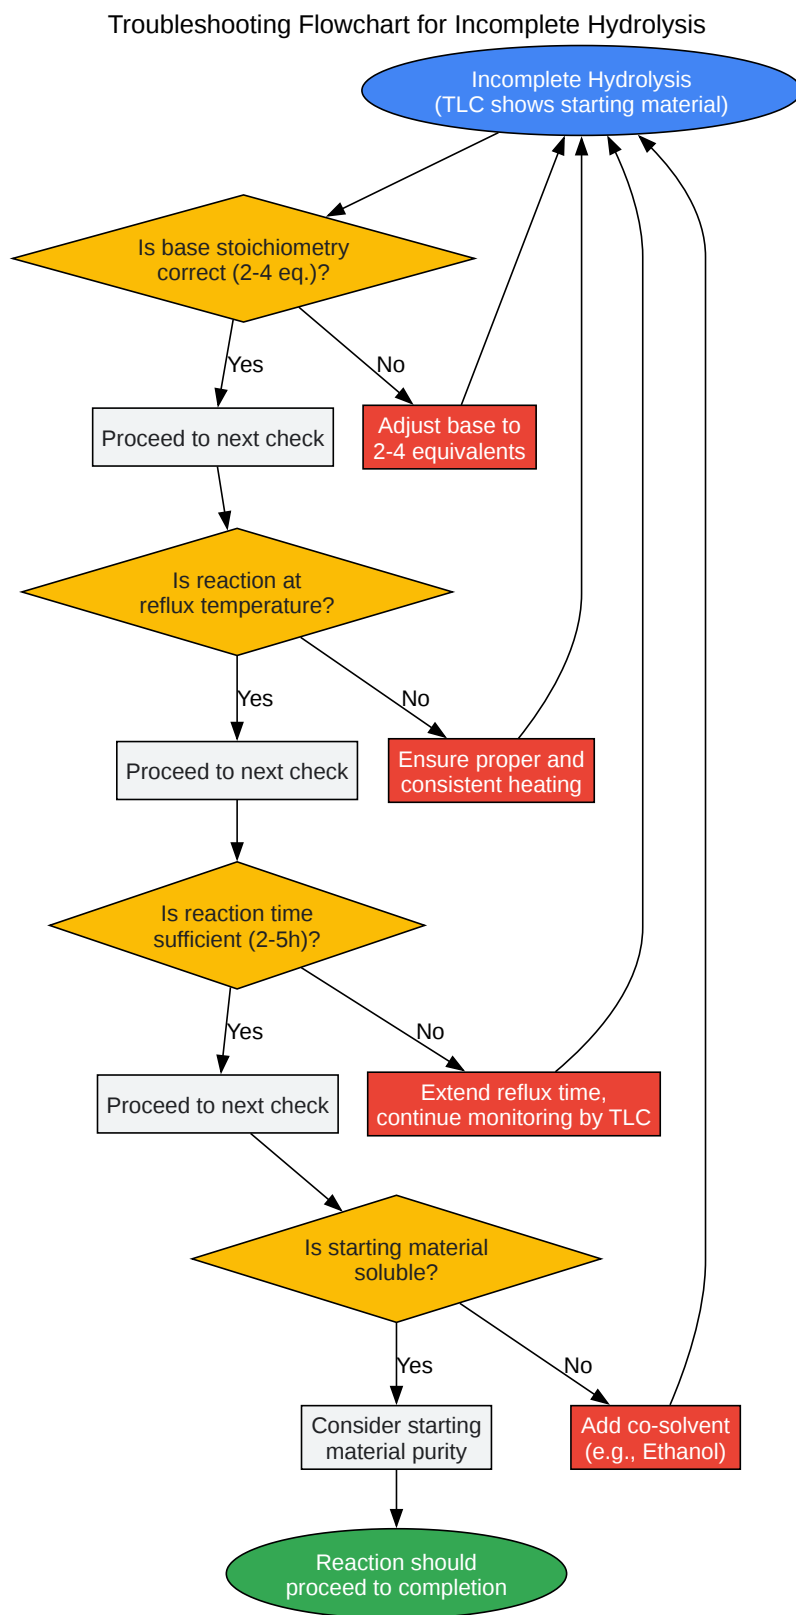 Troubleshooting Flowchart for Incomplete Hydrolysis
Incomplete Hydrolysis
(TLC shows starting material)
Is base stoichiometry
correct (2-4 eq.)?
Yes
No
Proceed to next check
Adjust base to
2-4 equivalents
Is reaction at
reflux temperature?
Yes
No
Proceed to next check
Ensure proper and
consistent heating
Is reaction time
sufficient (2-5h)?
Yes
No
Proceed to next check
Extend reflux time,
continue monitoring by TLC
Is starting material
soluble?
Yes
No
Consider starting
material purity
Add co-solvent
(e.g., Ethanol)
Reaction should
proceed to completion